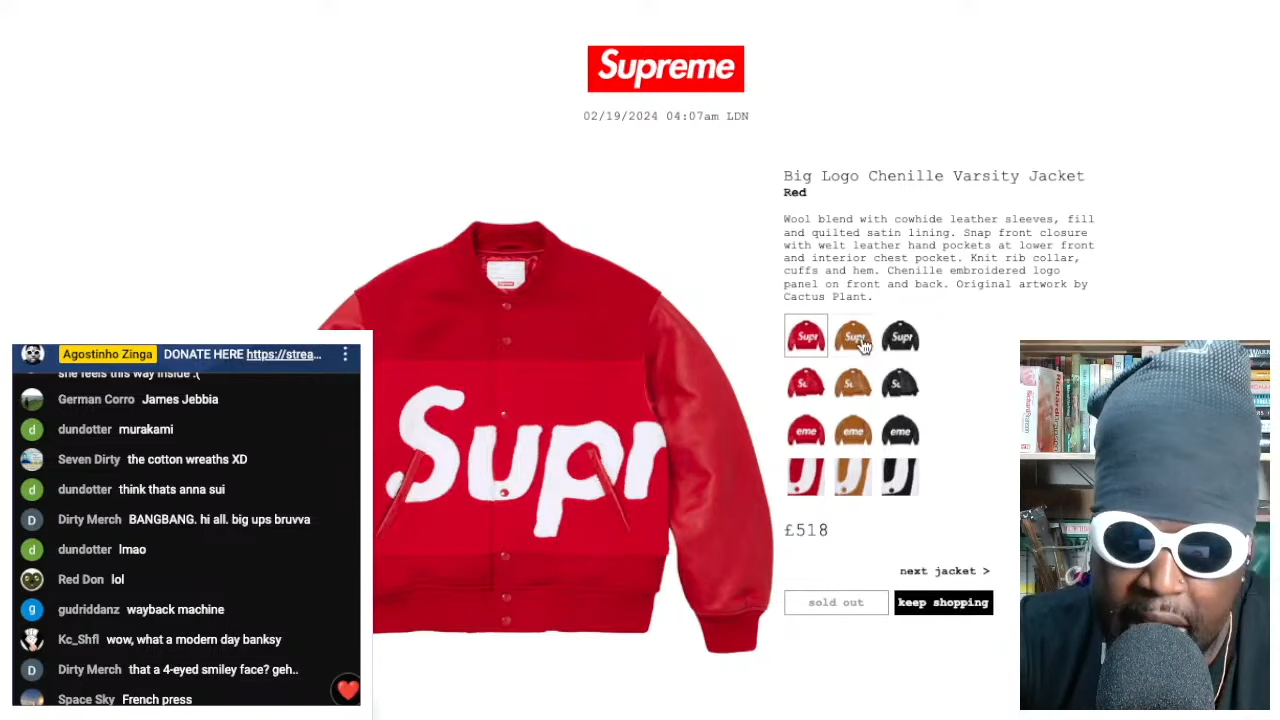 Supreme
02/19/2024 04:07am LDN
Big Logo Chenille Varsity Jacket
Red
Wool blend with cowhide leather sleeves, fill
and quilted satin lining. Snap front closure
with welt leather hand pockets at lower front
and interior chest pocket. Knit rib collar,
cuffs and hem. Chenille embroidered logo
panel on front and back. Original artwork by
Cactus Plant.
£518
next jacket >
sold out
keep shopping
Supr
Agostinho Zinga DONATE HERE https://strea...
she feels this way inside :(
German Corro James Jebbia
dundotter murakami
Seven Dirty the cotton wreaths XD
dundotter think thats anna sui
Dirty Merch BANGBANG. hi all. big ups bruvva
dundotter lmao
Red Don lol
gudriddanz wayback machine
Kc_Shfl wow, what a modern day banksy
Dirty Merch that a 4-eyed smiley face? geh..
Space Sky French press